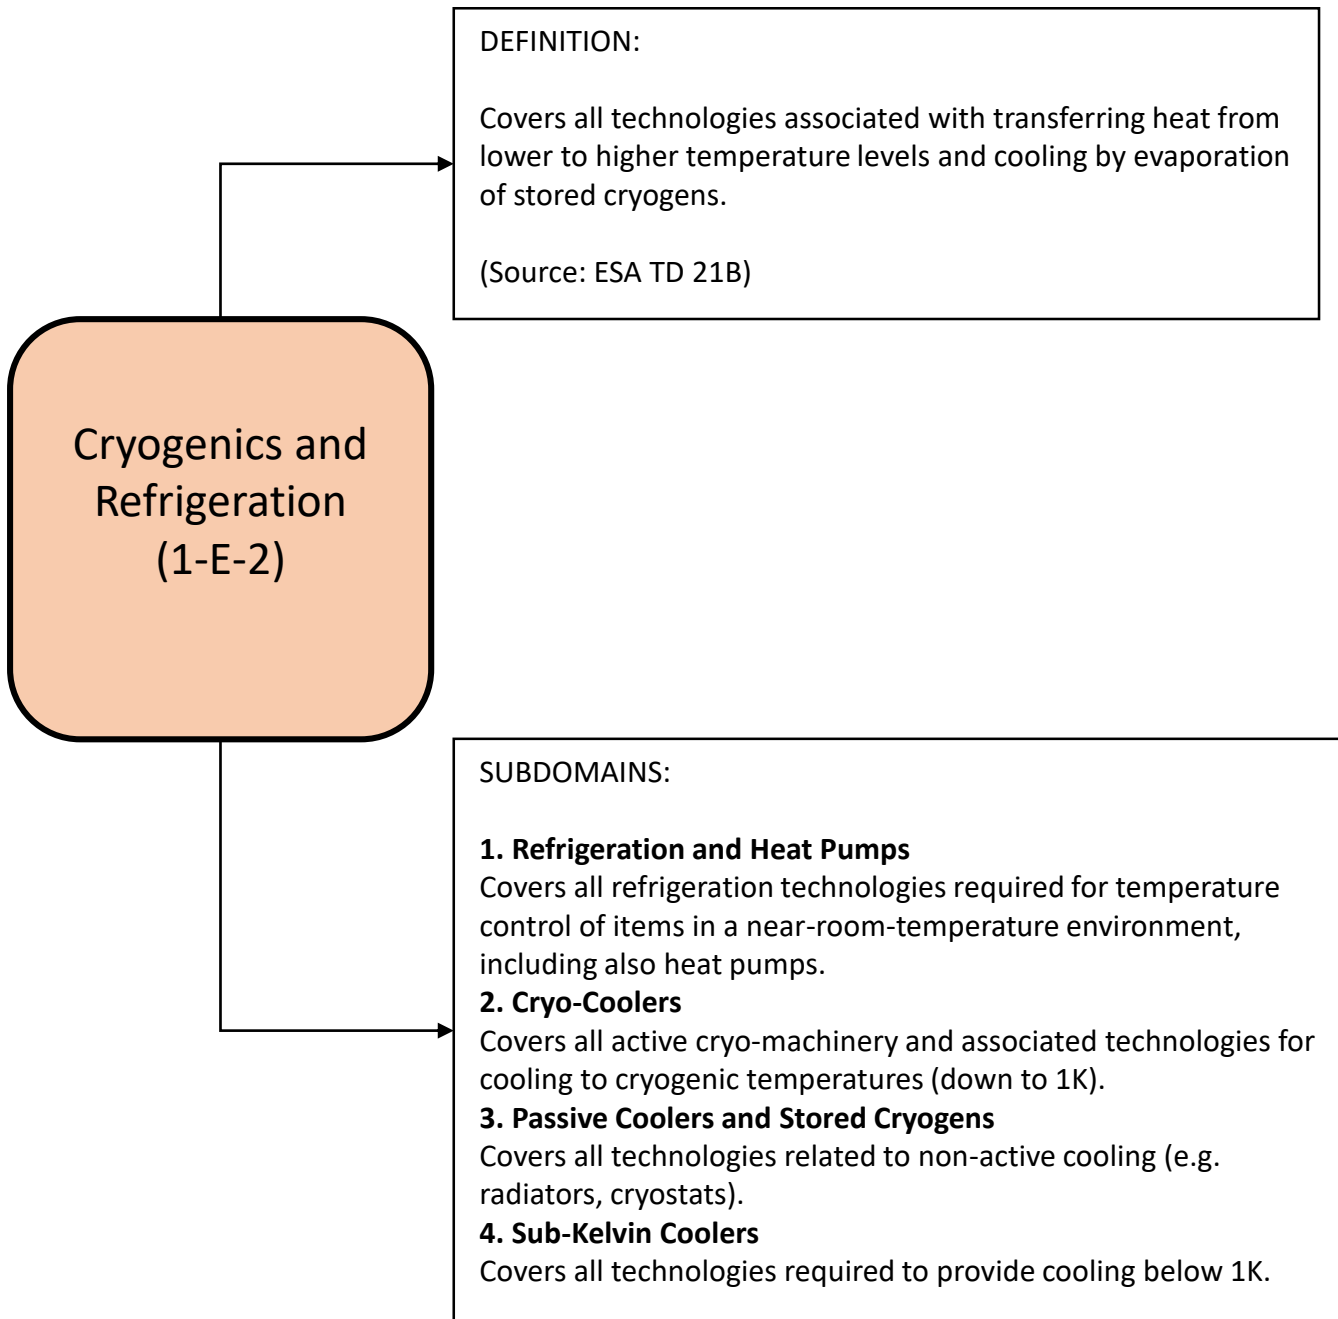 DEFINITION:
Covers all technologies associated with transferring heat from
lower to higher temperature levels and cooling by evaporation
of stored cryogens.
(Source: ESA TD 21B)
Cryogenics and
Refrigeration
(1-E-2)
SUBDOMAINS:
1. Refrigeration and Heat Pumps
Covers all refrigeration technologies required for temperature
control of items in a near-room-temperature environment,
including also heat pumps.
2. Cryo-Coolers
Covers all active cryo-machinery and associated technologies for
cooling to cryogenic temperatures (down to 1K).
3. Passive Coolers and Stored Cryogens
Covers all technologies related to non-active cooling (e.g.
radiators, cryostats).
4. Sub-Kelvin Coolers
Covers all technologies required to provide cooling below 1K.